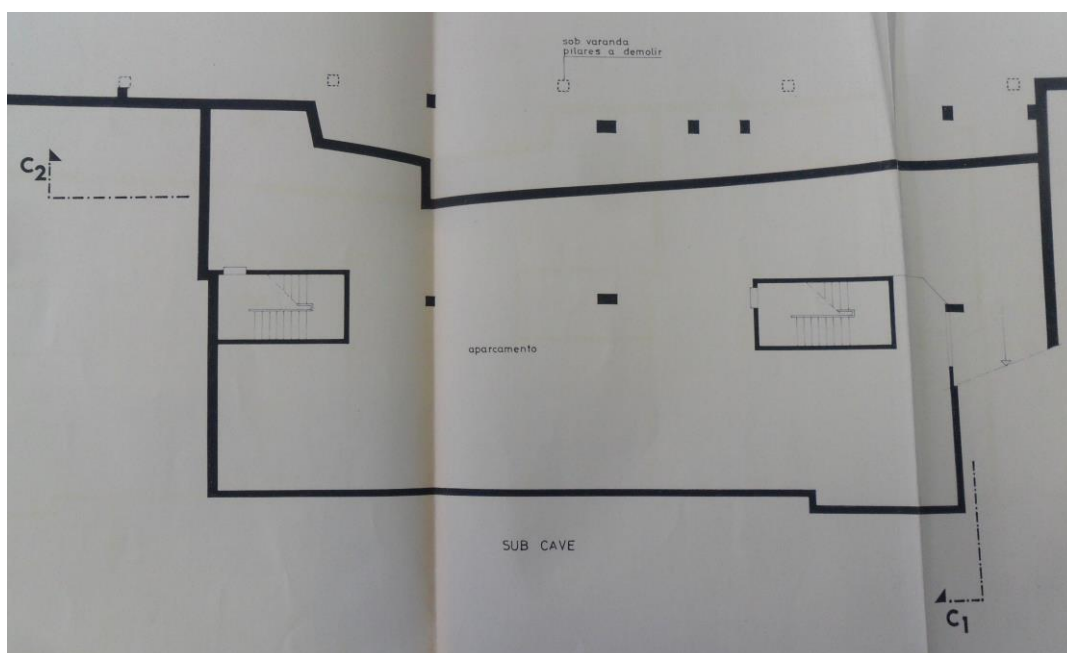 sob varanda
pilares a demolir
C2
aparcamento
SUB CAVE
C1